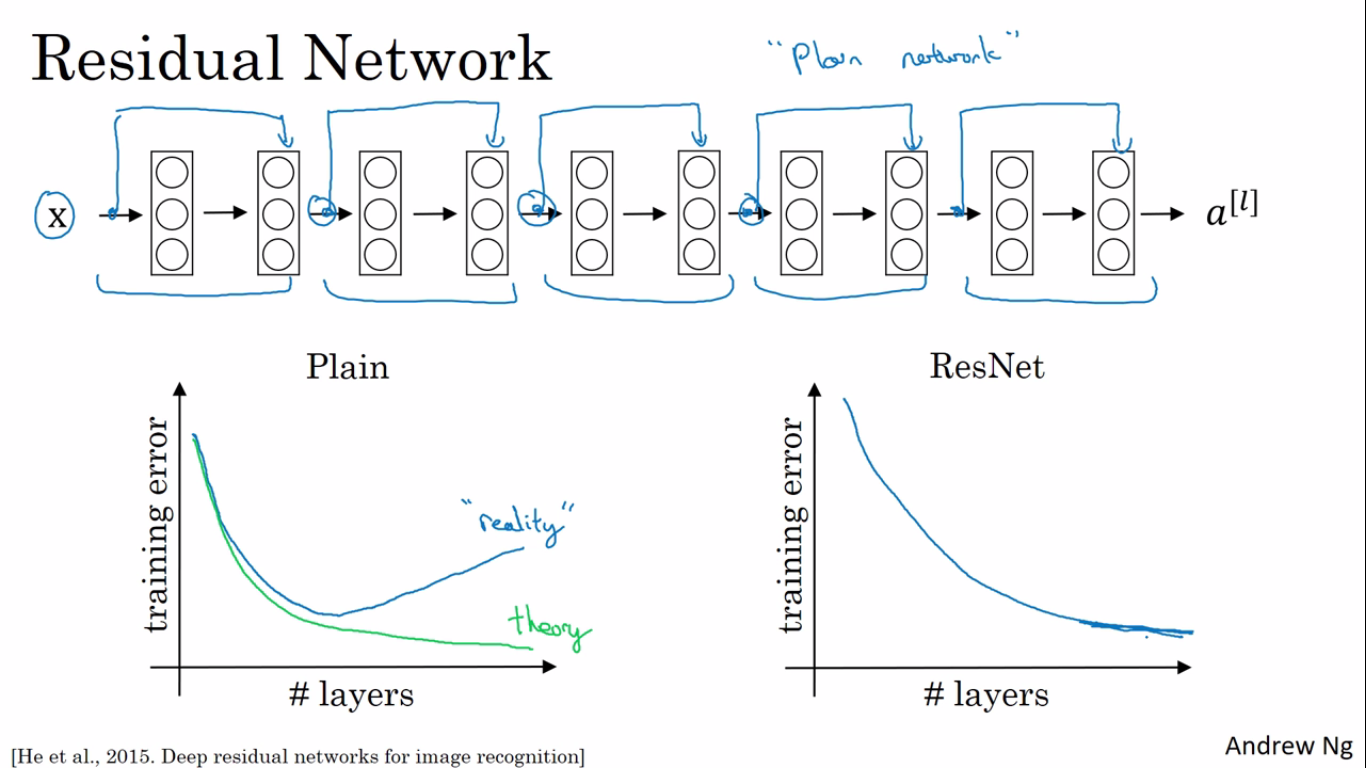 Residual Network
"Plain network"
x
a[l]
Plain
ResNet
training error
"reality"
theory
# layers
training error
# layers
[He et al., 2015. Deep residual networks for image recognition]
Andrew Ng